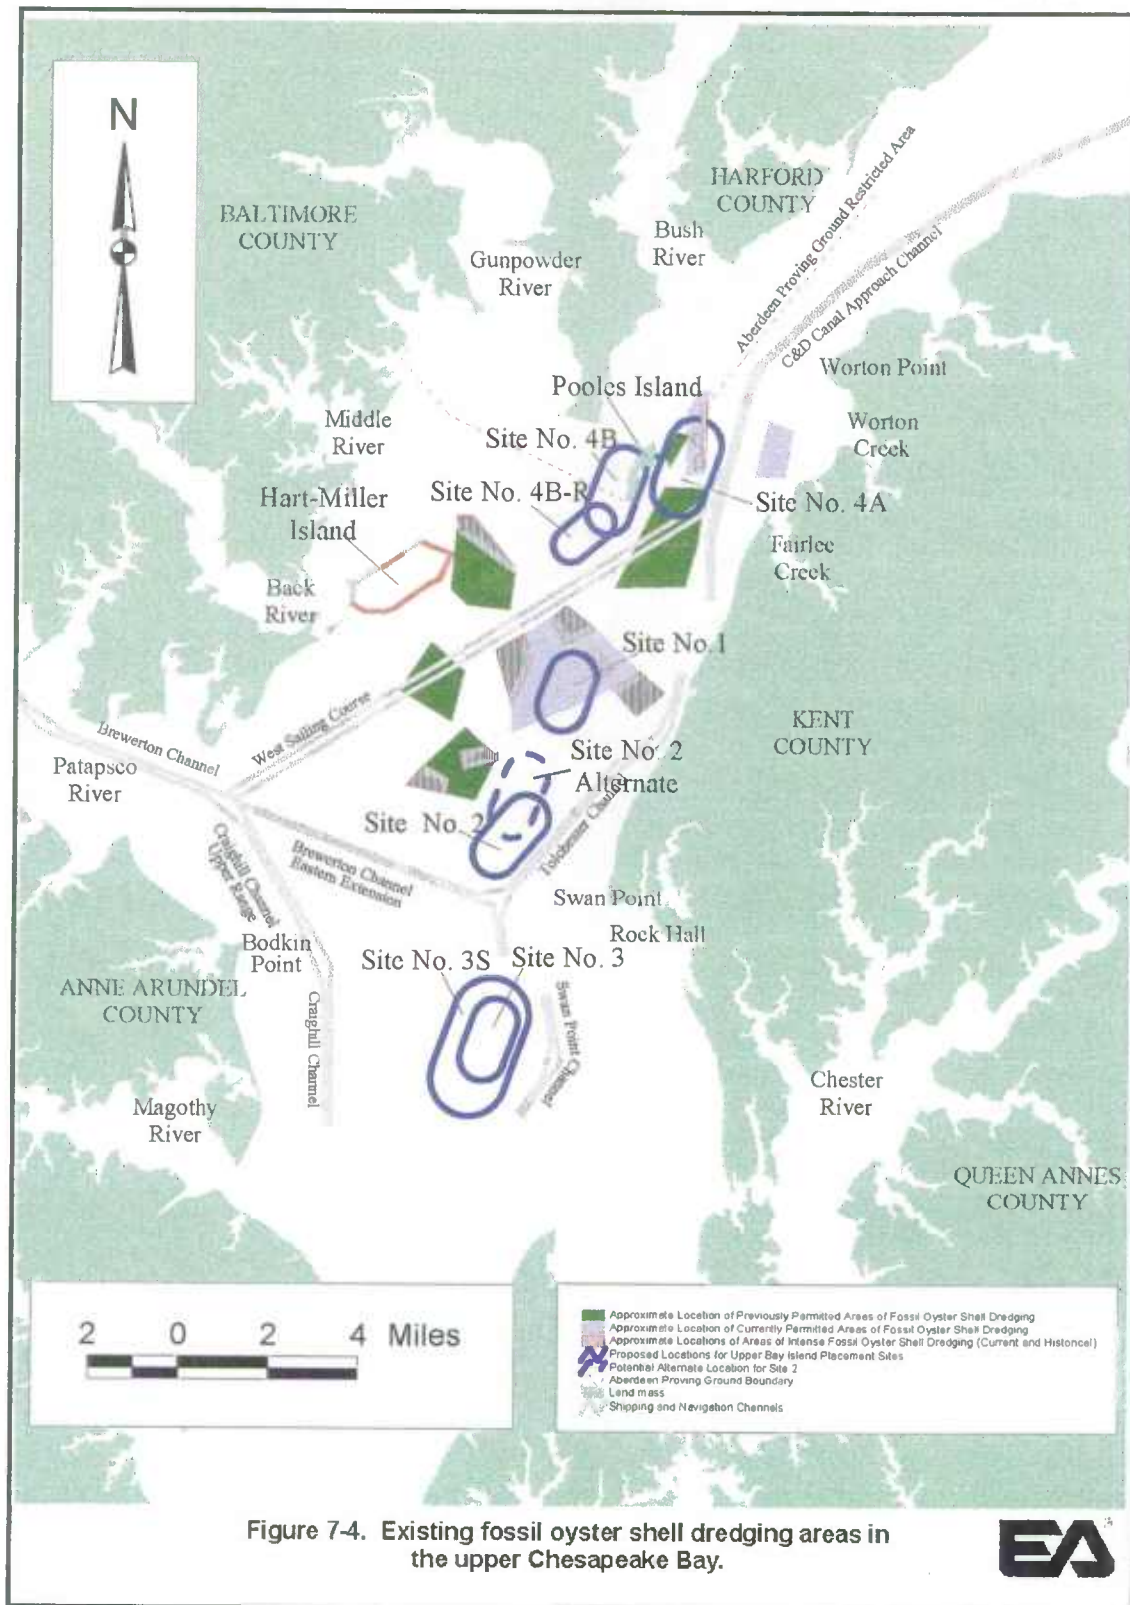 N
HARFORD
COUNTY
BALTIMORE
COUNTY
Bush
River
Gunpowder
River
Aberdeen Proving Ground Restricted Area
C&D Canal Approach Channel
Worton Point
Pooles Island
Middle
River
Site No. 4B
Worton
Creek
Site No. 4B-R
Hart-Miller
Island
Site No. 4A
Fairlee
Creek
Back
River
Site No. 1
West Sailing Course
Brewerton Channel
KENT
COUNTY
Patapsco
River
Site No. 2
Alternate
Site No. 2
Tolchester Channel
Craighill Channel
Upper Range
Brewerton Channel
Eastern Extension
Swan Point
Rock Hall
Bodkin
Point
Site No. 3S
Site No. 3
ANNE ARUNDEL
COUNTY
Craighill Channel
Swan Point Channel
Chester
River
Magothy
River
QUEEN ANNES
COUNTY
2 0 2 4 Miles
Approximate Location of Previously Permitted Areas of Fossil Oyster Shell Dredging
Approximate Location of Currently Permitted Areas of Fossil Oyster Shell Dredging
Approximate Locations of Areas of Intense Fossil Oyster Shell Dredging (Current and Historicel)
Proposed Locations for Upper Bay Island Placement Sites
Potential Alternate Location for Site 2
Aberdeen Proving Ground Boundary
Land mass
Shipping and Navigation Channels
Figure 7-4. Existing fossil oyster shell dredging areas in
the upper Chesapeake Bay.
EA